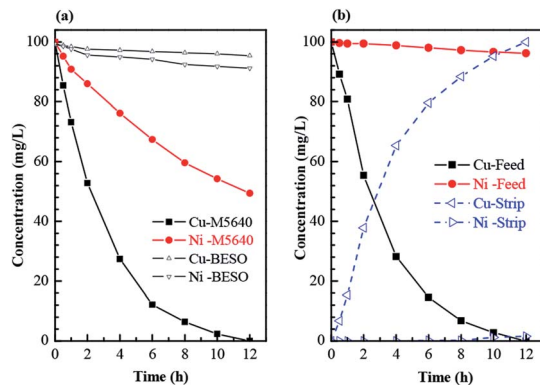 (a)
(b)
100
80
60
40
20
0
Concentration (mg/L)
Cu-M5640
Ni -M5640
Cu-BESO
Ni -BESO
0 2 4 6 8 10 12
Time (h)
100
80
60
40
20
0
Concentration (mg/L)
Cu-Feed
Ni -Feed
Cu-Strip
Ni -Strip
0 2 4 6 8 10 12
Time (h)